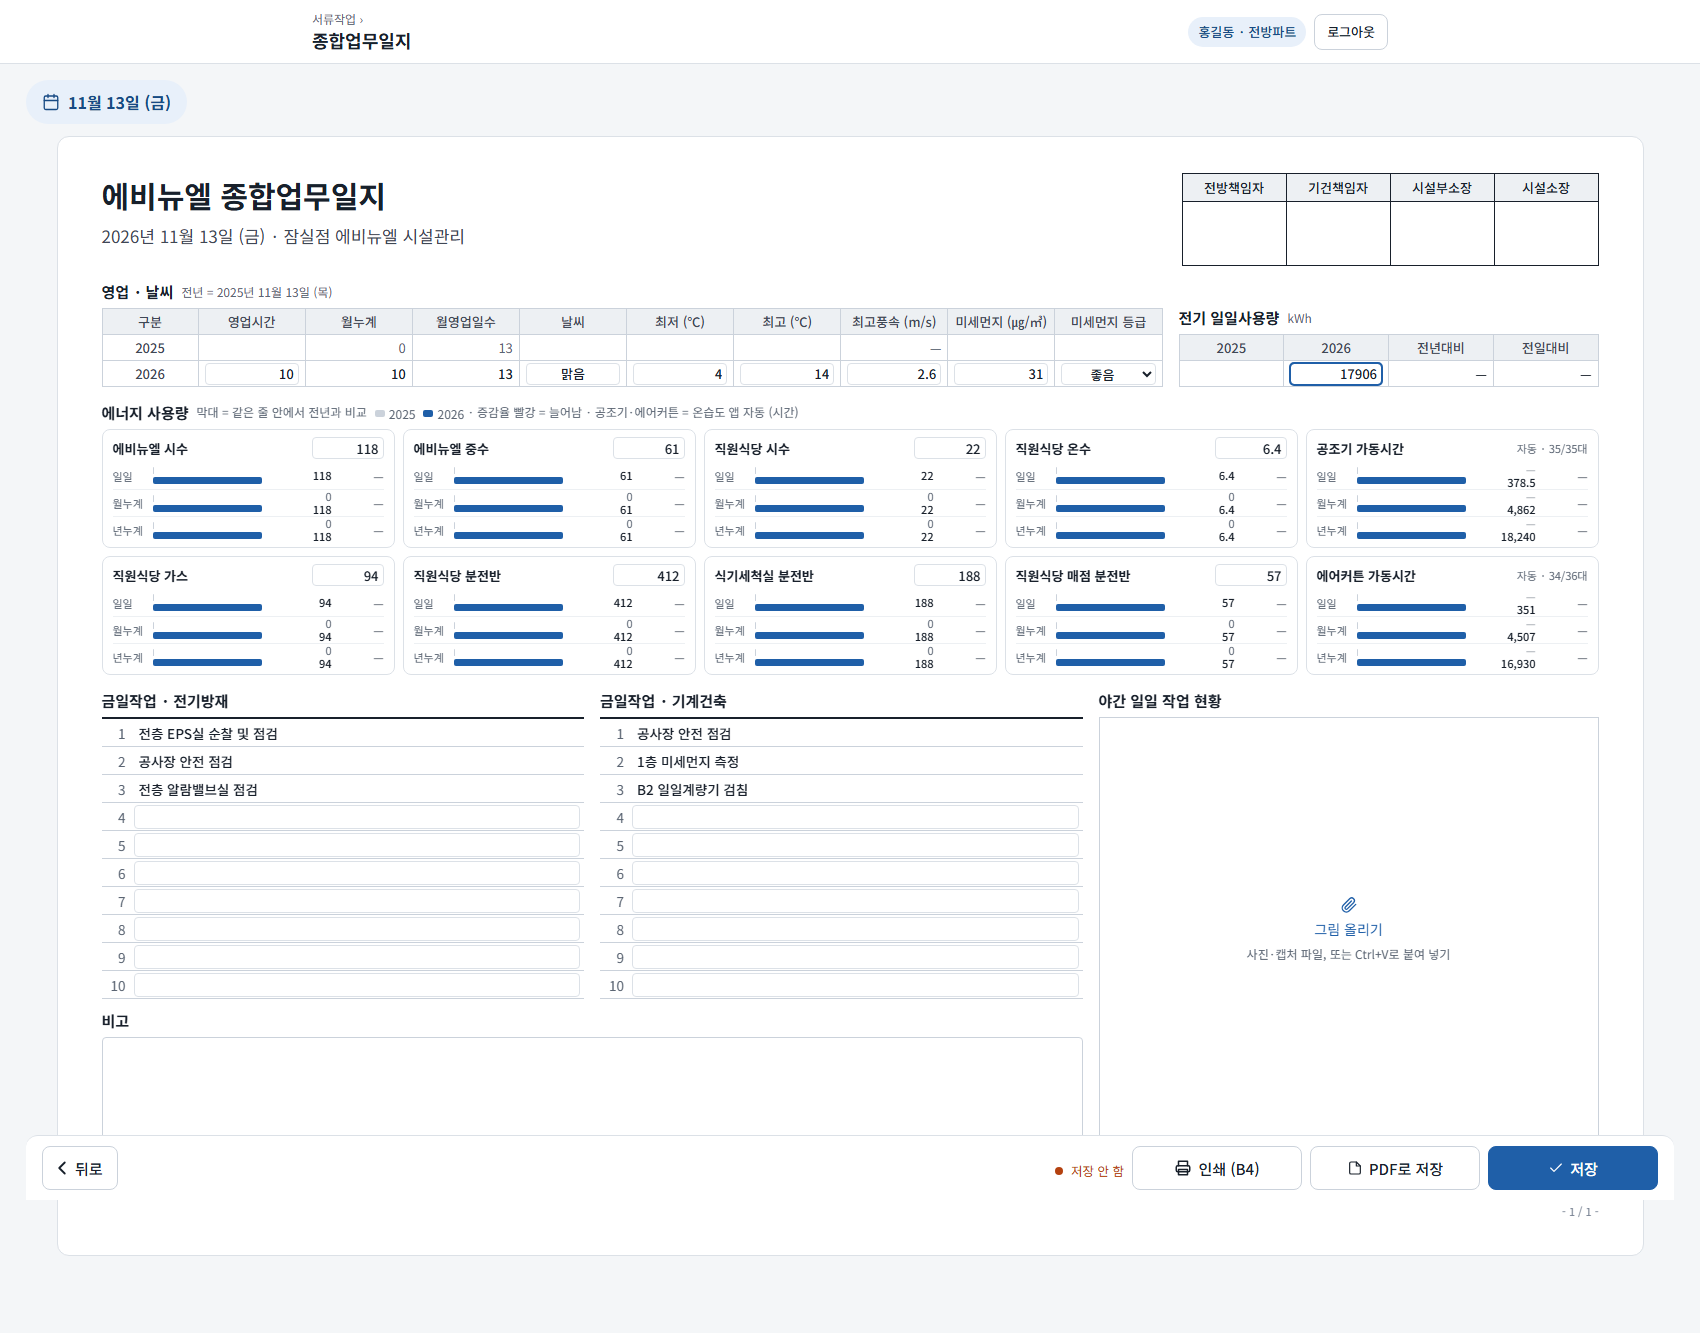 서류작업 ›
종합업무일지
홍길동 · 전방파트
로그아웃
11월 13일 (금)
에비뉴엘 종합업무일지
2026년 11월 13일 (금) · 잠실점 에비뉴엘 시설관리
전방책임자 기건책임자 시설부소장 시설소장
영업 · 날씨 전년 = 2025년 11월 13일 (목)
구분 영업시간 월누계 월영업일수 날씨 최저 (℃) 최고 (℃) 최고풍속 (m/s) 미세먼지 (㎍/㎥) 미세먼지 등급
2025 0 13 —
2026 10 10 13 맑음 4 14 2.6 31 좋음
전기 일일사용량 kWh
2025 2026 전년대비 전일대비
17906 — —
에너지 사용량 막대 = 같은 줄 안에서 전년과 비교 2025 2026 · 증감율 빨강 = 늘어남 · 공조기·에어커튼 = 온습도 앱 자동 (시간)
에비뉴엘 시수 118
일일 118 —
월누계 0 118 —
년누계 0 118 —
에비뉴엘 중수 61
일일 61 —
월누계 0 61 —
년누계 0 61 —
직원식당 시수 22
일일 22 —
월누계 0 22 —
년누계 0 22 —
직원식당 온수 6.4
일일 6.4 —
월누계 0 6.4 —
년누계 0 6.4 —
공조기 가동시간 자동 · 35/35대
일일 — 378.5 —
월누계 — 4,862 —
년누계 — 18,240 —
직원식당 가스 94
일일 94 —
월누계 0 94 —
년누계 0 94 —
직원식당 분전반 412
일일 412 —
월누계 0 412 —
년누계 0 412 —
식기세척실 분전반 188
일일 188 —
월누계 0 188 —
년누계 0 188 —
직원식당 매점 분전반 57
일일 57 —
월누계 0 57 —
년누계 0 57 —
에어커튼 가동시간 자동 · 34/36대
일일 — 351 —
월누계 — 4,507 —
년누계 — 16,930 —
금일작업 · 전기방재
1 전층 EPS실 순찰 및 점검
2 공사장 안전 점검
3 전층 알람밸브실 점검
4
5
6
7
8
9
10
금일작업 · 기계건축
1 공사장 안전 점검
2 1층 미세먼지 측정
3 B2 일일계량기 검침
4
5
6
7
8
9
10
야간 일일 작업 현황
그림 올리기
사진·캡처 파일, 또는 Ctrl+V로 붙여 넣기
비고
뒤로
저장 안 함
인쇄 (B4)
PDF로 저장
저장
- 1 / 1 -